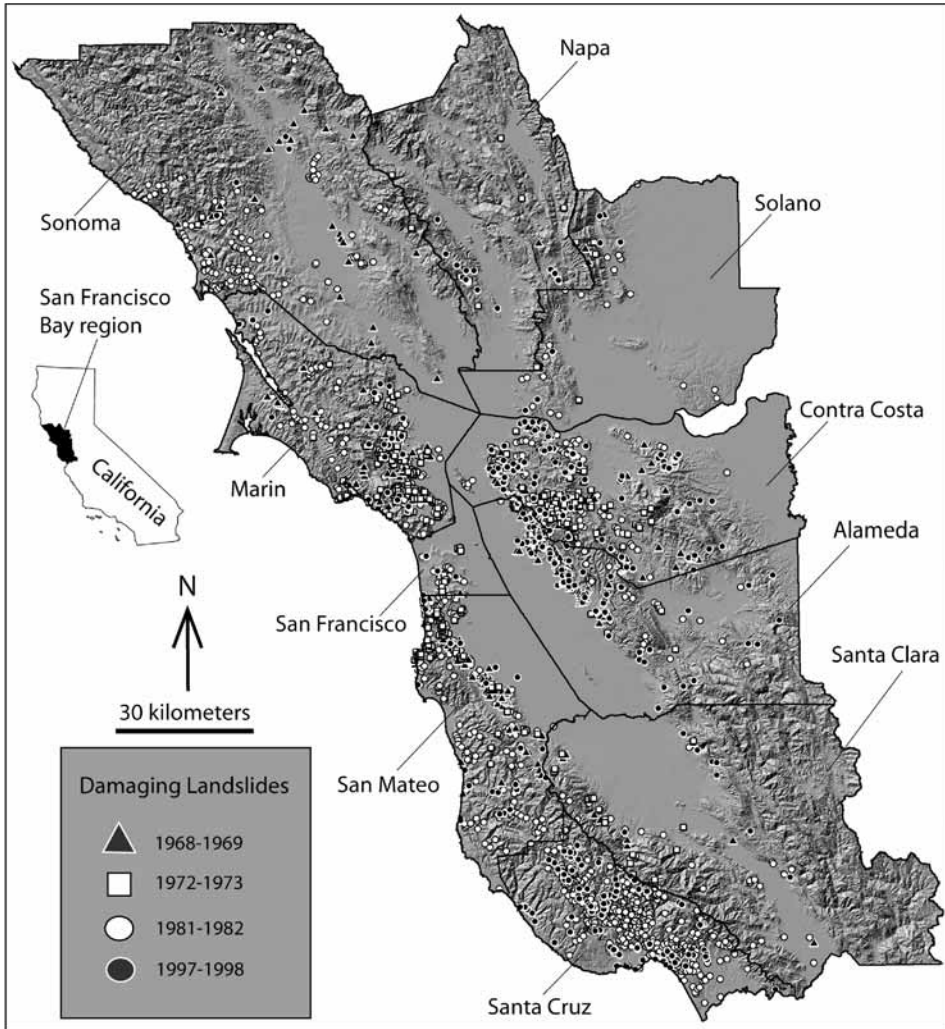 Napa
Solano
Sonoma
San Francisco
Bay region
Contra Costa
California
Marin
Alameda
N
San Francisco
Santa Clara
30 kilometers
San Mateo
Damaging Landslides
1968-1969
1972-1973
1981-1982
1997-1998
Santa Cruz